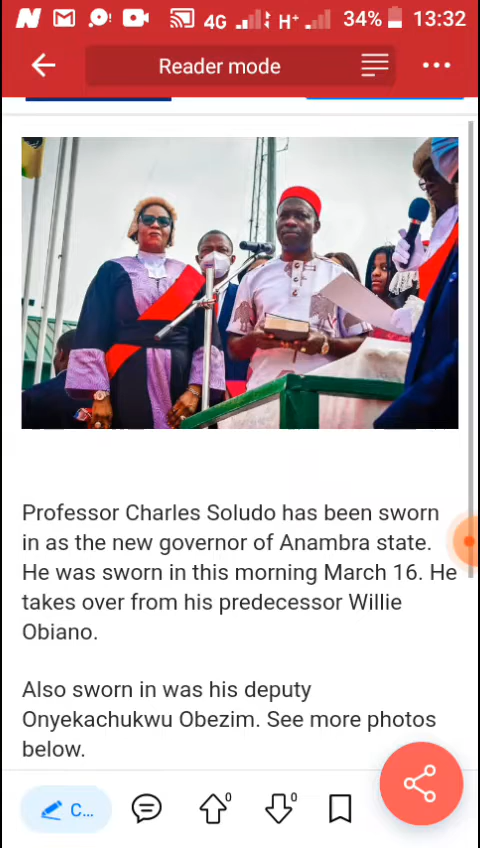 4G H+ 34% 13:32
Reader mode
Professor Charles Soludo has been sworn
in as the new governor of Anambra state.
He was sworn in this morning March 16. He
takes over from his predecessor Willie
Obiano.
Also sworn in was his deputy
Onyekachukwu Obezim. See more photos
below.
C... 0 0